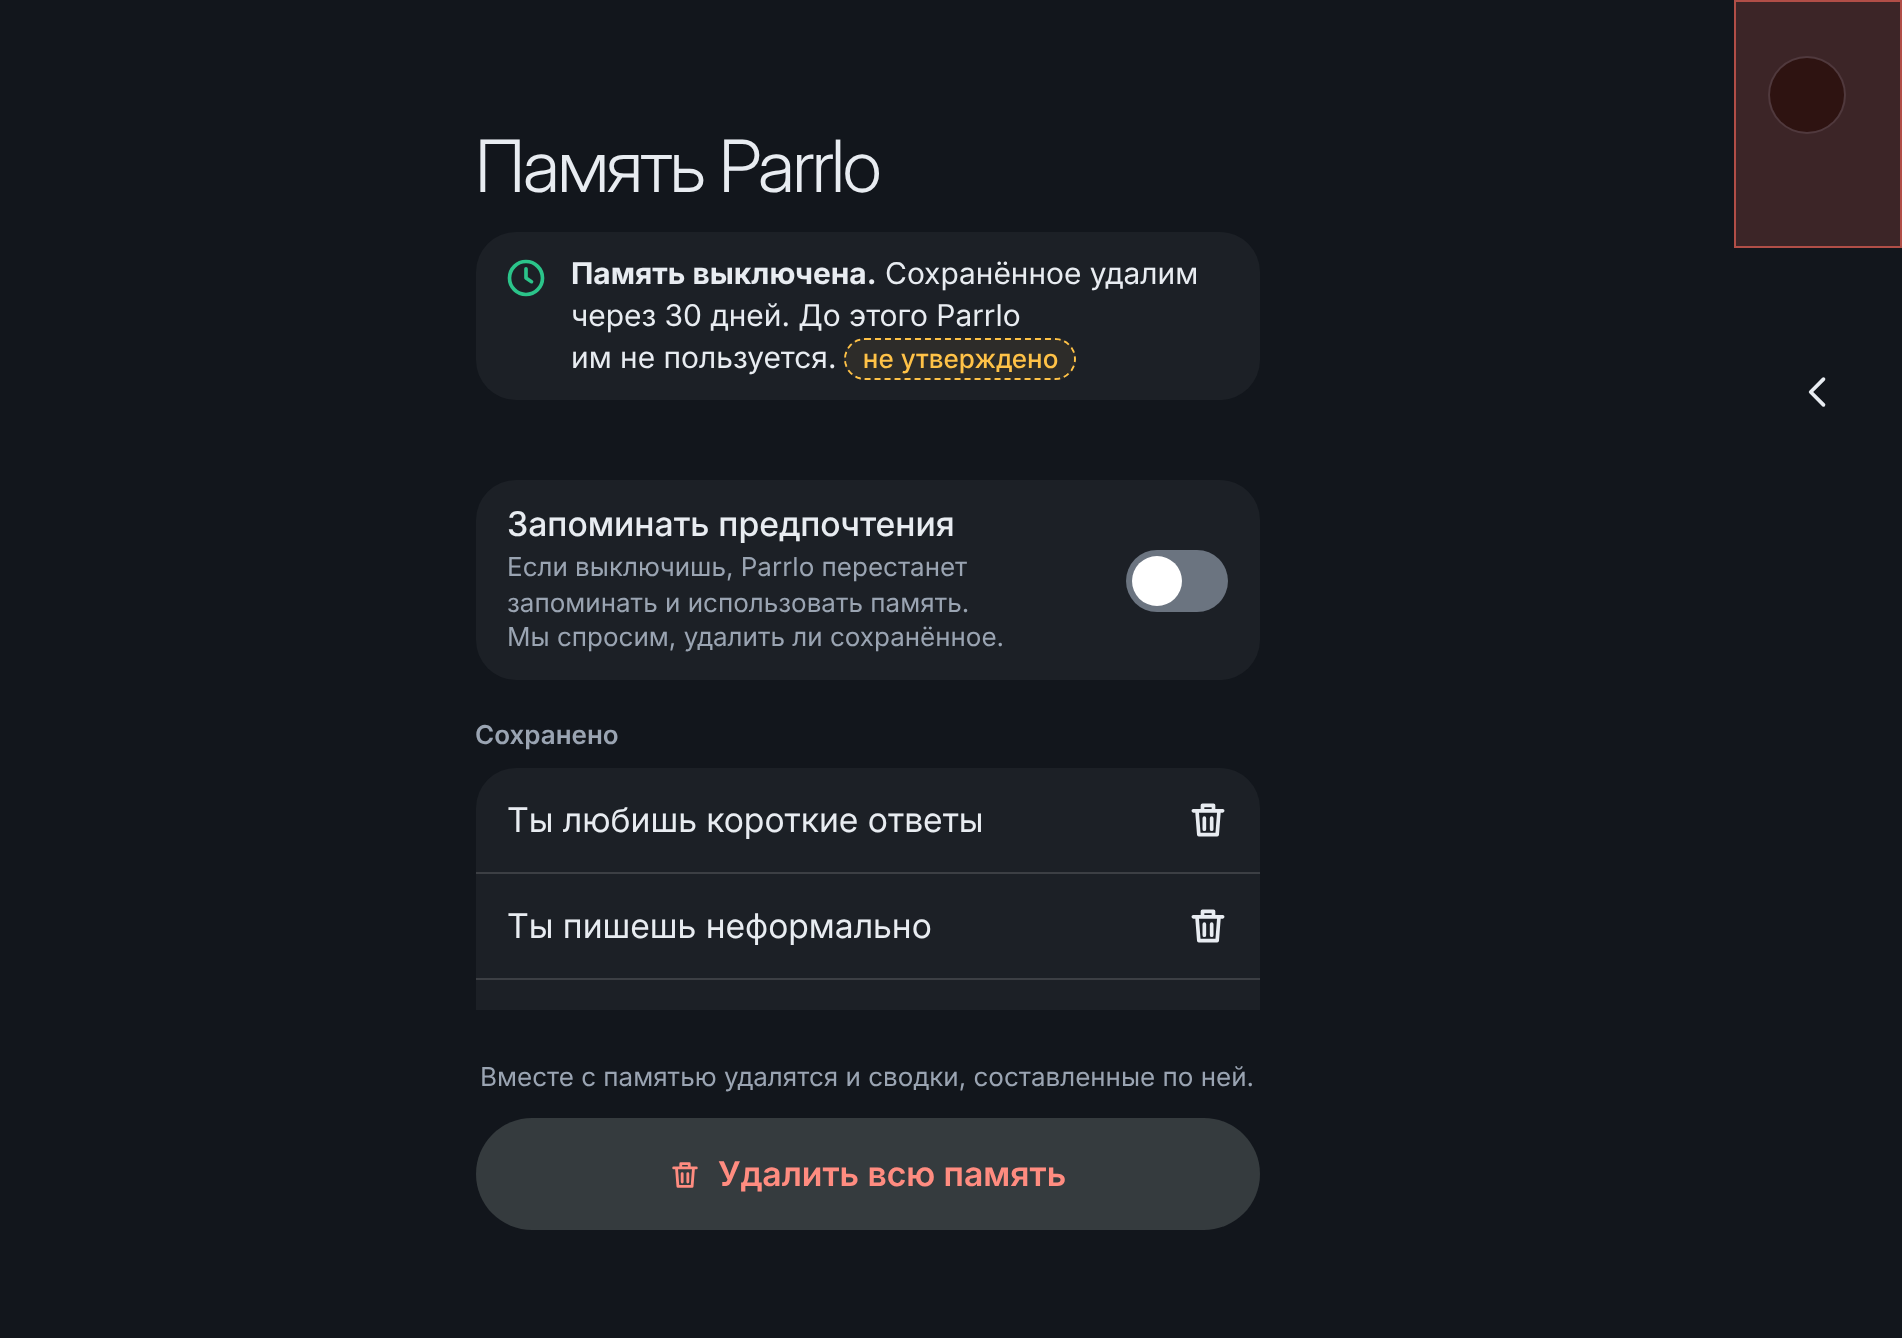 Память Parrlo
Память выключена. Сохранённое удалим
через 30 дней. До этого Parrlo
им не пользуется. не утверждено
Запоминать предпочтения
Если выключишь, Parrlo перестанет
запоминать и использовать память.
Мы спросим, удалить ли сохранённое.
Сохранено
Ты любишь короткие ответы
Ты пишешь неформально
Вместе с памятью удалятся и сводки, составленные по ней.
Удалить всю память